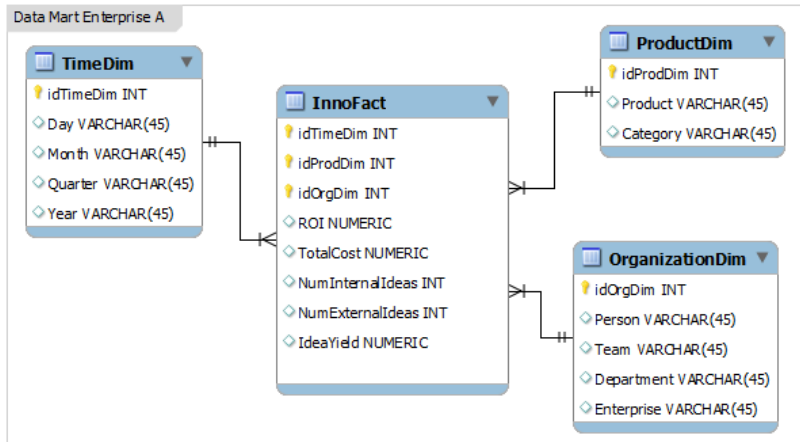 Data Mart Enterprise A
TimeDim
idTimeDim INT
Day VARCHAR(45)
Month VARCHAR(45)
Quarter VARCHAR(45)
Year VARCHAR(45)
InnoFact
idTimeDim INT
idProdDim INT
idOrgDim INT
ROI NUMERIC
TotalCost NUMERIC
NumInternalIdeas INT
NumExternalIdeas INT
IdeaYield NUMERIC
ProductDim
idProdDim INT
Product VARCHAR(45)
Category VARCHAR(45)
OrganizationDim
idOrgDim INT
Person VARCHAR(45)
Team VARCHAR(45)
Department VARCHAR(45)
Enterprise VARCHAR(45)